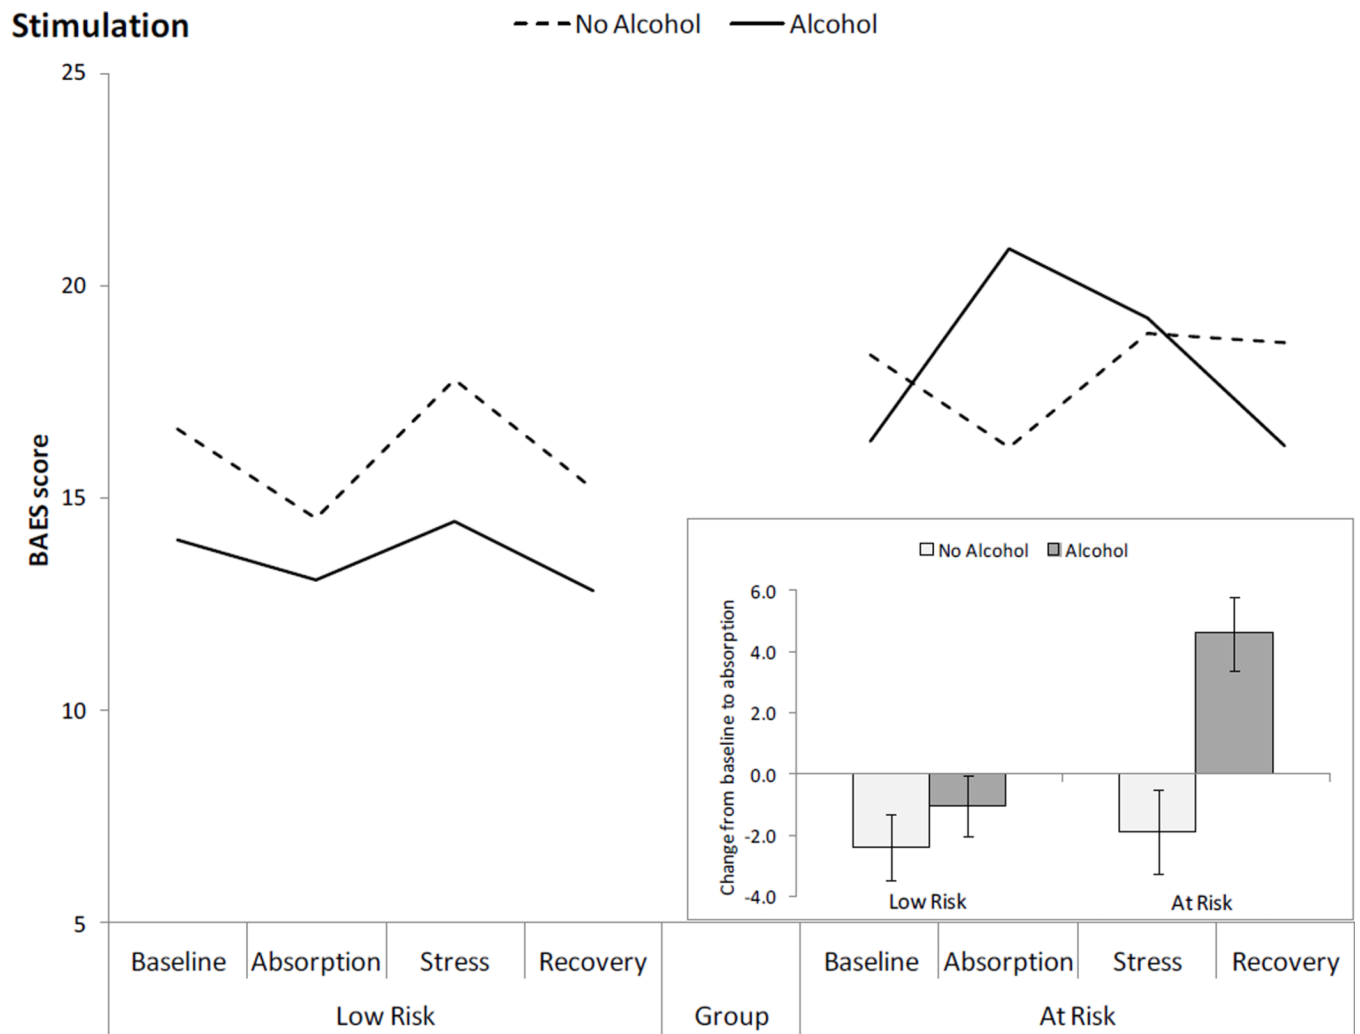 Stimulation
No Alcohol Alcohol
25
20
15
10
5
BAES score
No Alcohol Alcohol
Change from baseline to absorption
6.0
4.0
2.0
0.0
-2.0
-4.0
Low Risk At Risk
Baseline Absorption Stress Recovery Baseline Absorption Stress Recovery
Low Risk Group At Risk